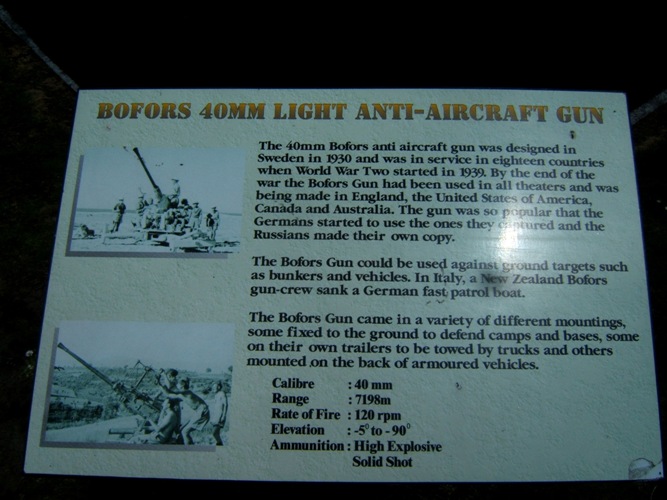 BOFORS 40MM LIGHT ANTI-AIRCRAFT GUN
The 40mm Bofors anti aircraft gun was designed in
Sweden in 1930 and was in service in eighteen countries
when World War Two started in 1939. By the end of the
war the Bofors Gun had been used in all theaters and was
being made in England, the United States of America,
Canada and Australia. The gun was so popular that the
Germans started to use the ones they captured and the
Russians made their own copy.
The Bofors Gun could be used against ground targets such
as bunkers and vehicles. In Italy, a New Zealand Bofors
gun-crew sank a German fast patrol boat.
The Bofors Gun came in a variety of different mountings,
some fixed to the ground to defend camps and bases, some
on their own trailers to be towed by trucks and others
mounted on the back of armoured vehicles.
Calibre : 40 mm
Range : 7198m
Rate of Fire : 120 rpm
Elevation : -5° to - 90°
Ammunition : High Explosive
Solid Shot